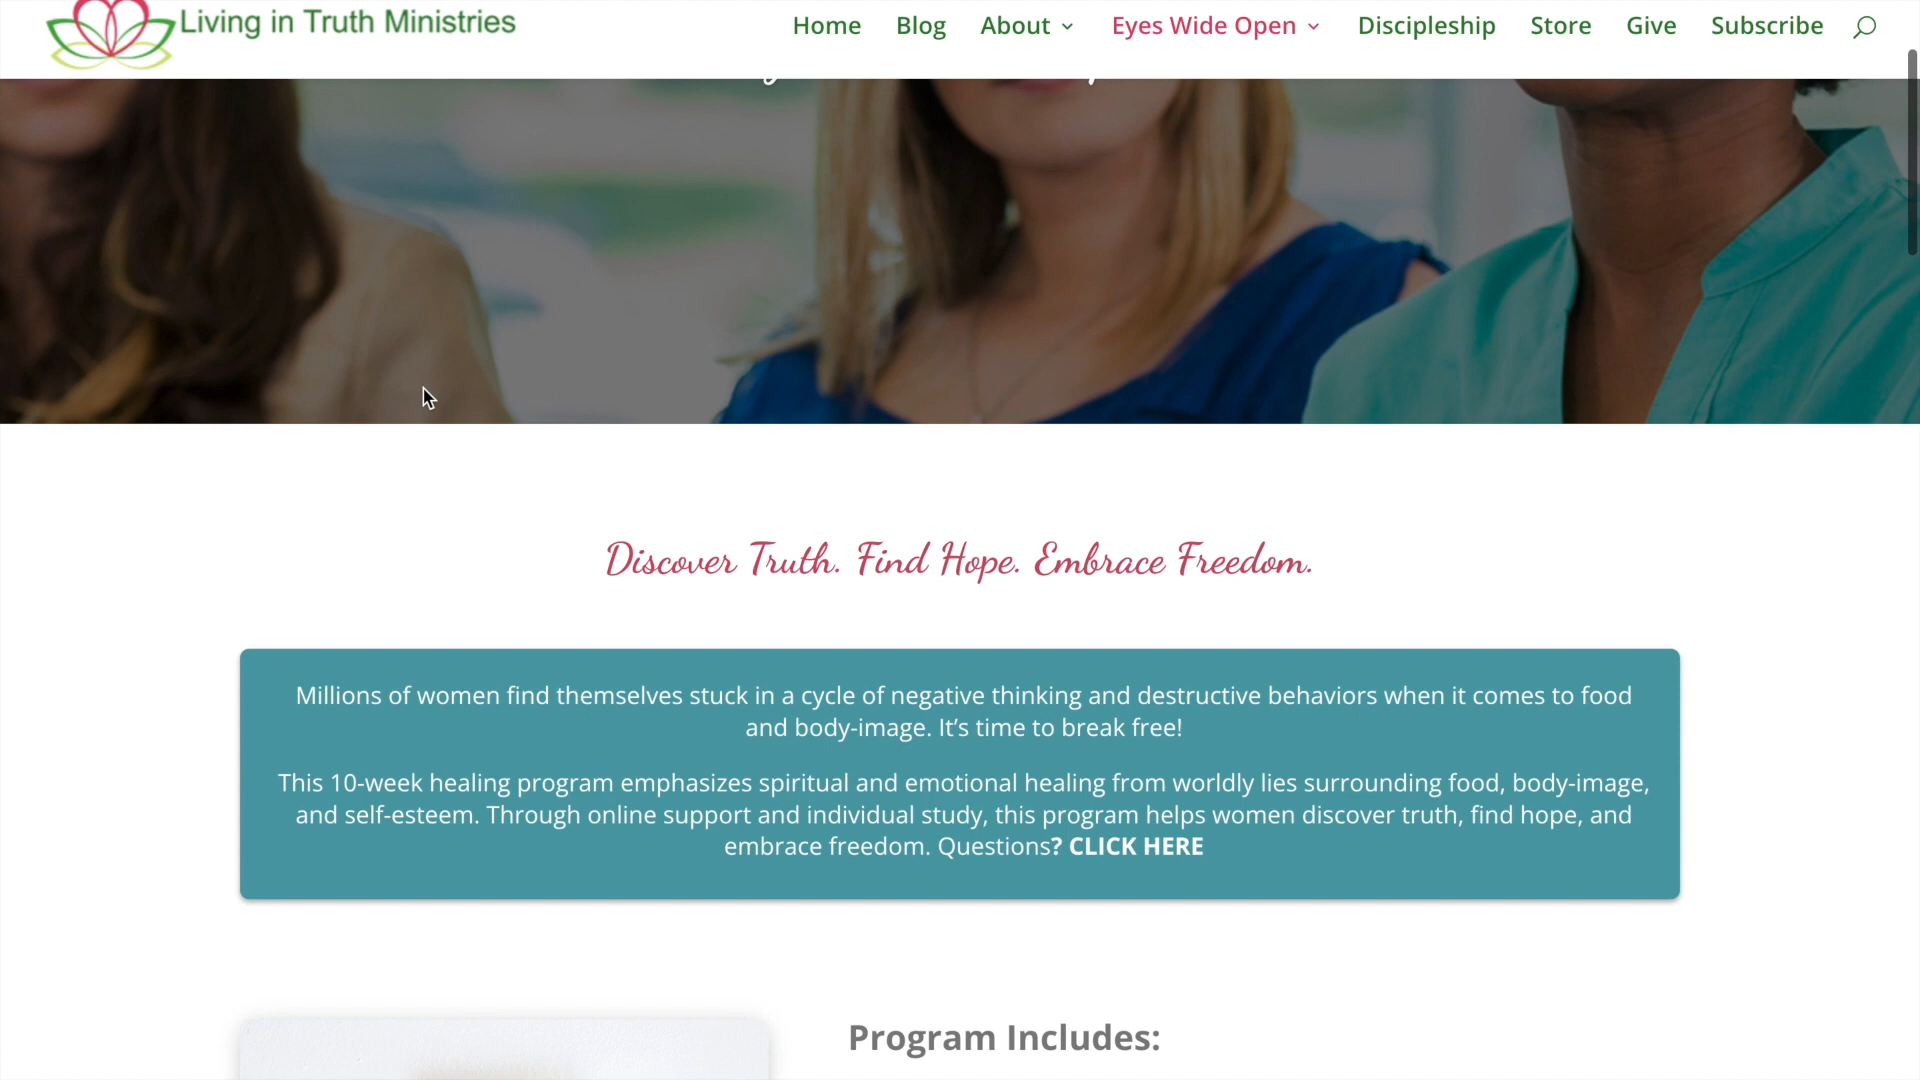 Living in Truth Ministries
Home Blog About Eyes Wide Open Discipleship Store Give Subscribe
Discover Truth. Find Hope. Embrace Freedom.
Millions of women find themselves stuck in a cycle of negative thinking and destructive behaviors when it comes to food
and body-image. It’s time to break free!
This 10-week healing program emphasizes spiritual and emotional healing from worldly lies surrounding food, body-image,
and self-esteem. Through online support and individual study, this program helps women discover truth, find hope, and
embrace freedom. Questions? CLICK HERE
Program Includes: